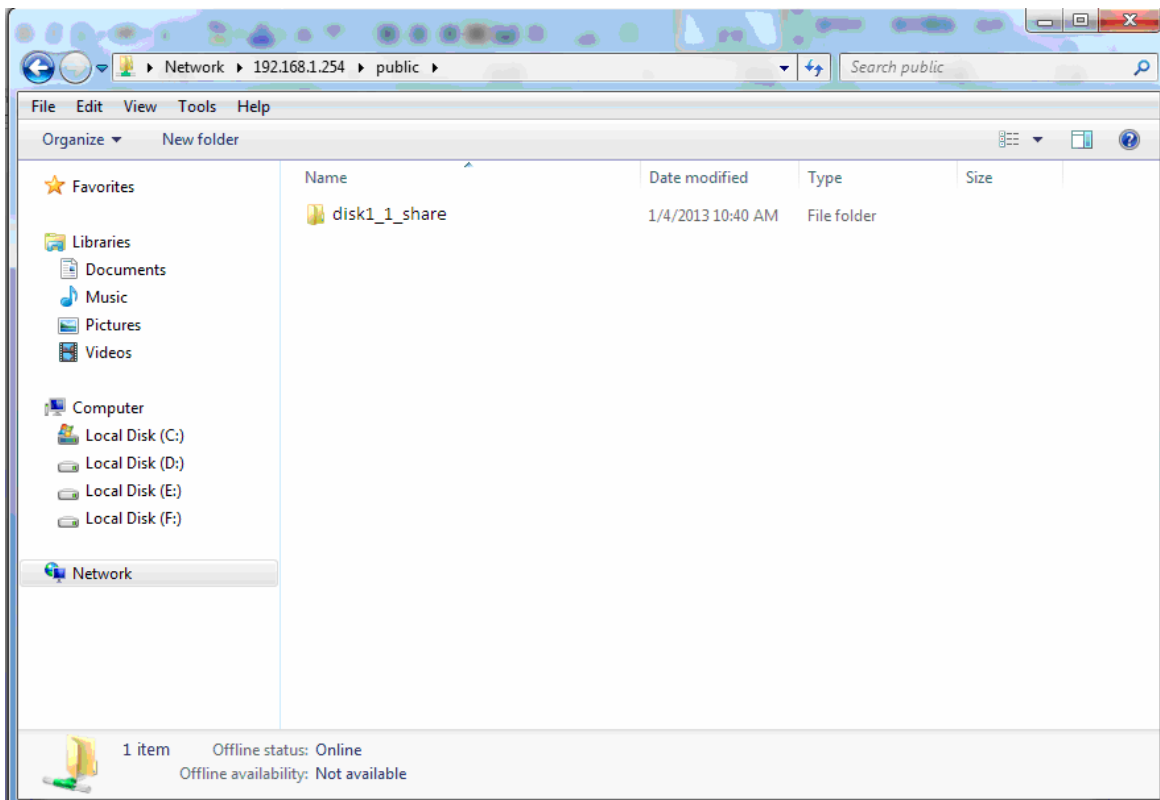 Network 192.168.1.254 public
Search public
File Edit View Tools Help
Organize New folder
Favorites
Libraries
Documents
Music
Pictures
Videos
Computer
Local Disk (C:)
Local Disk (D:)
Local Disk (E:)
Local Disk (F:)
Network
Name Date modified Type Size
disk1_1_share 1/4/2013 10:40 AM File folder
1 item Offline status: Online
Offline availability: Not available